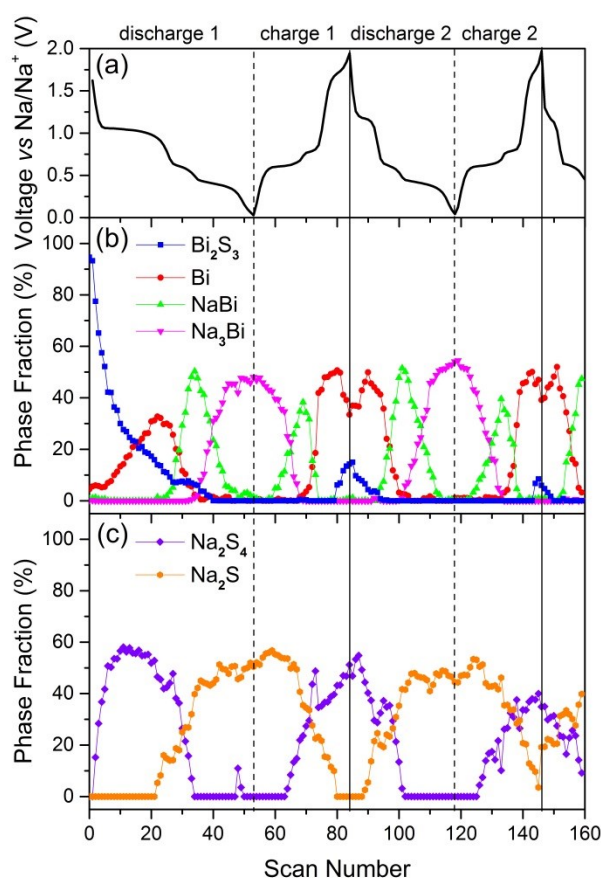 discharge 1 charge 1 discharge 2 charge 2
(a)
Voltage vs Na/Na⁺ (V)
2.0
1.5
1.0
0.5
0.0
(b)
Phase Fraction (%)
100
80
60
40
20
0
Bi₂S₃
Bi
NaBi
Na₃Bi
(c)
Phase Fraction (%)
100
80
60
40
20
0
Na₂S₄
Na₂S
0 20 40 60 80 100 120 140 160
Scan Number